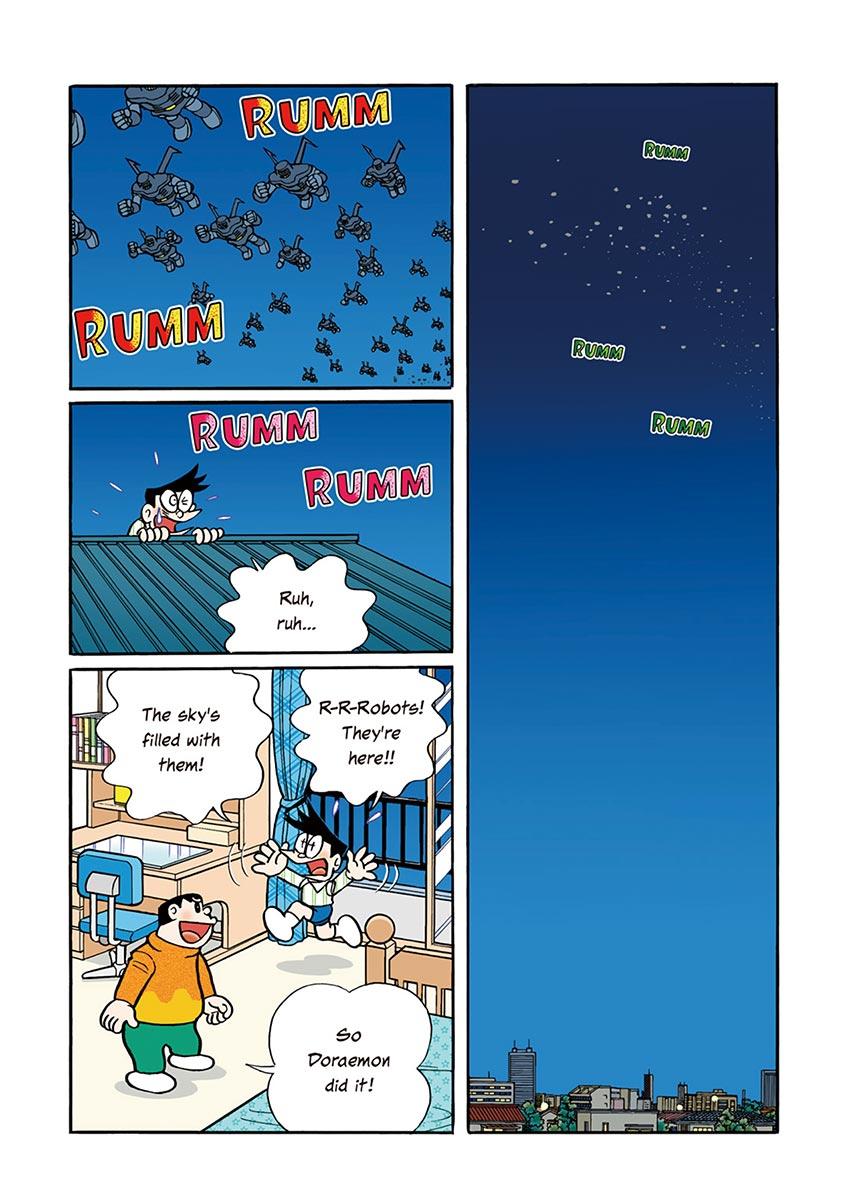 RUMM
RUMM
RUMM
RUMM
RUMM
RUMM
RUMM
Ruh,
ruh...
R-R-Robots!
They're
here!!
The sky's
filled with
them!
So
Doraemon
did it!